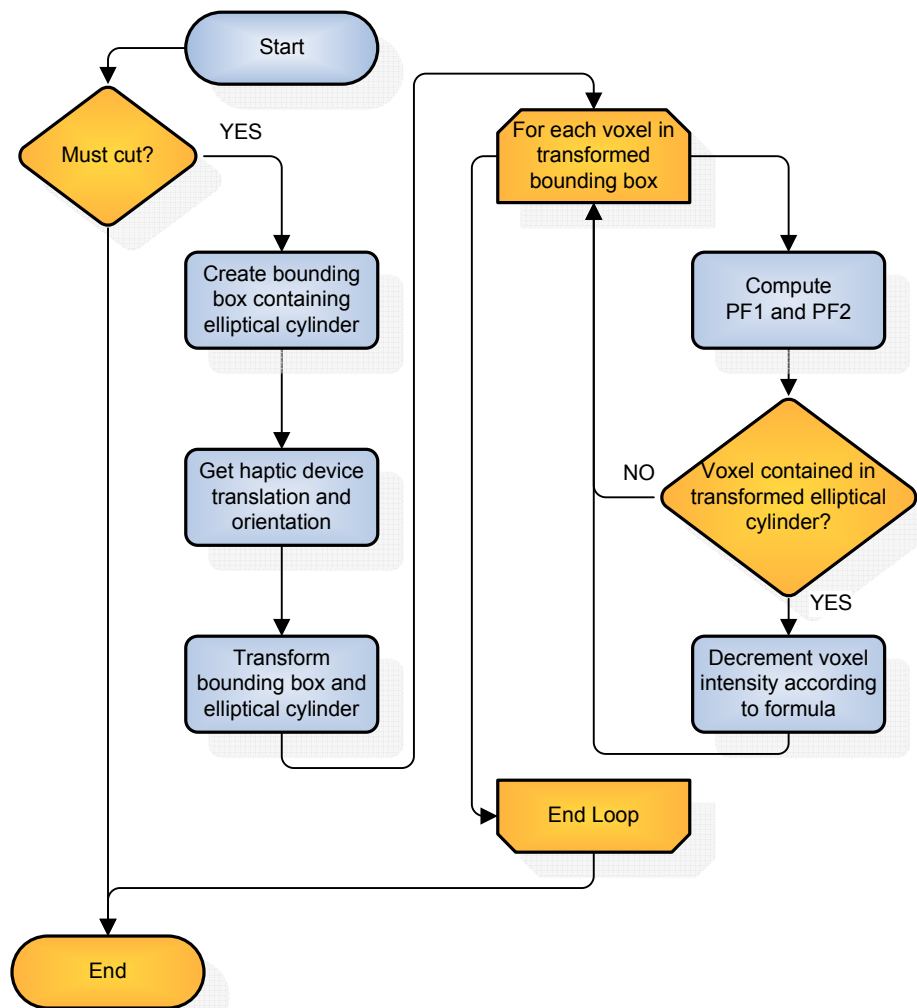 Start
Must cut?
YES
Create bounding
box containing
elliptical cylinder
Get haptic device
translation and
orientation
Transform
bounding box and
elliptical cylinder
For each voxel in
transformed
bounding box
Compute
PF1 and PF2
Voxel contained in
transformed elliptical
cylinder?
NO
YES
Decrement voxel
intensity according
to formula
End Loop
End